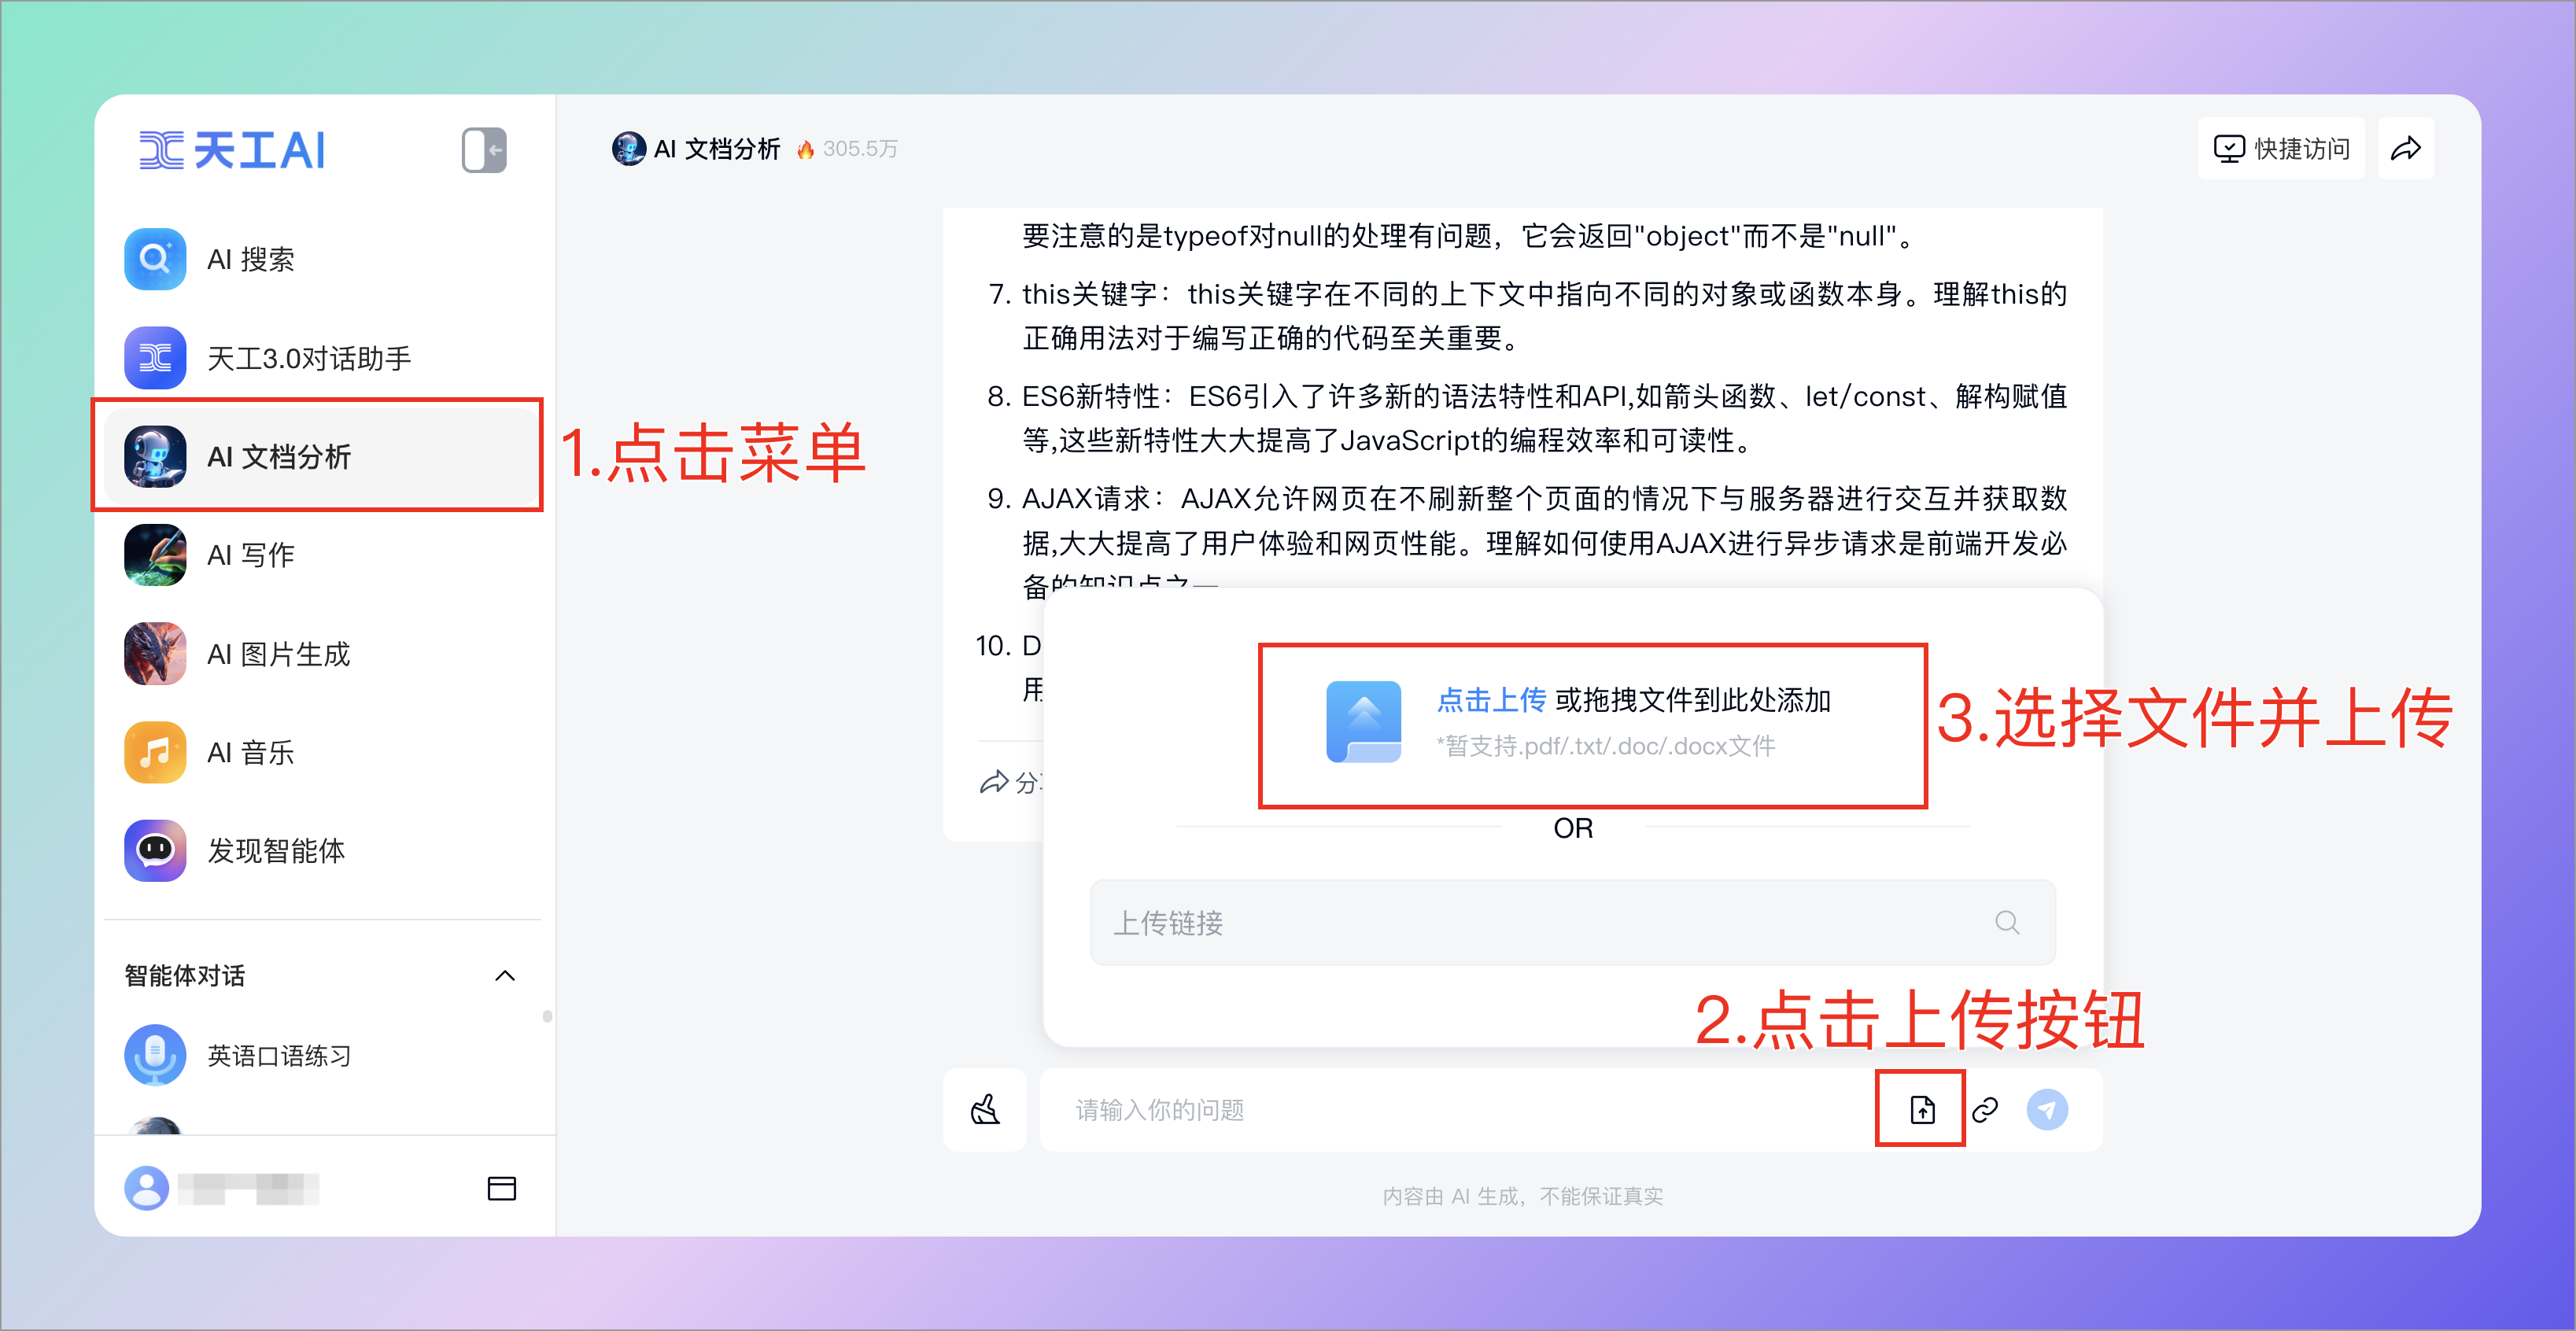 天工AI
AI 搜索
天工3.0对话助手
AI 文档分析
AI 写作
AI 图片生成
AI 音乐
发现智能体
智能体对话
英语口语练习
1.点击菜单
AI 文档分析 305.5万
快捷访问
要注意的是typeof对null的处理有问题，它会返回"object"而不是"null"。
7. this关键字：this关键字在不同的上下文中指向不同的对象或函数本身。理解this的
正确用法对于编写正确的代码至关重要。
8. ES6新特性：ES6引入了许多新的语法特性和API,如箭头函数、let/const、解构赋值
等,这些新特性大大提高了JavaScript的编程效率和可读性。
9. AJAX请求：AJAX允许网页在不刷新整个页面的情况下与服务器进行交互并获取数
据,大大提高了用户体验和网页性能。理解如何使用AJAX进行异步请求是前端开发必
备的知识点之一
10. D
用
分
点击上传 或拖拽文件到此处添加
*暂支持.pdf/.txt/.doc/.docx文件
3.选择文件并上传
OR
上传链接
2.点击上传按钮
请输入你的问题
内容由 AI 生成，不能保证真实